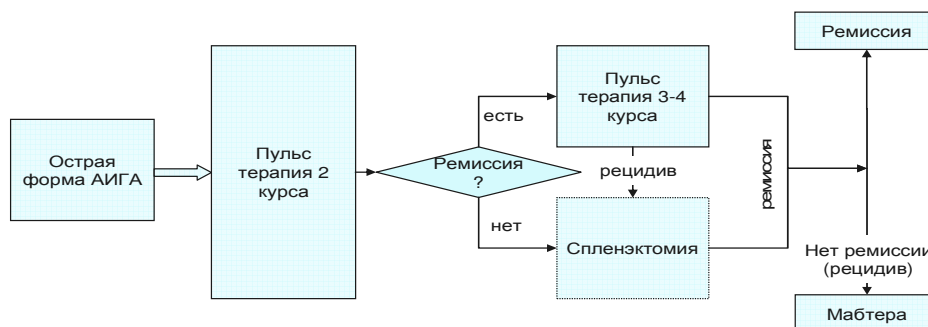 Острая
форма АИГА
Пульс
терапия 2
курса
Ремиссия
?
есть
нет
Пульс
терапия 3-4
курса
рецидив
Спленэктомия
ремиссия
Ремиссия
Нет ремиссии
(рецидив)
Мабтера